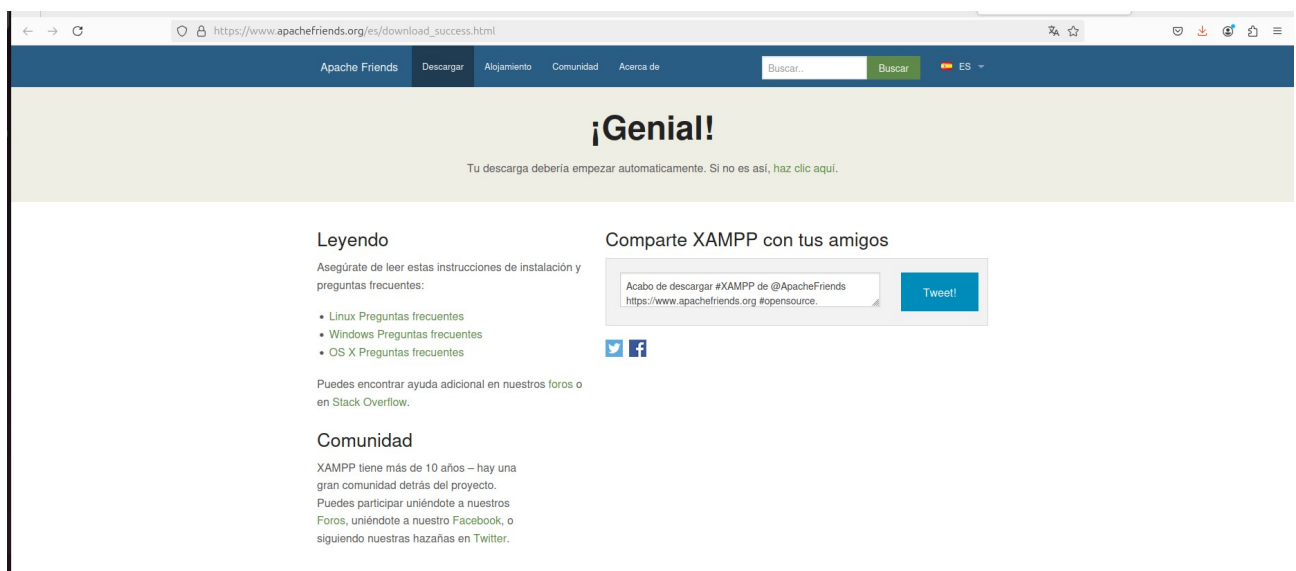 https://www.apachefriends.org/es/download_success.html
Apache Friends Descargar Alojamiento Comunidad Acerca de Buscar.. Buscar ES
¡Genial!
Tu descarga debería empezar automaticamente. Si no es así, haz clic aquí.
Leyendo
Asegúrate de leer estas instrucciones de instalación y
preguntas frecuentes:
• Linux Preguntas frecuentes
• Windows Preguntas frecuentes
• OS X Preguntas frecuentes
Puedes encontrar ayuda adicional en nuestros foros o
en Stack Overflow.
Comunidad
XAMPP tiene más de 10 años – hay una
gran comunidad detrás del proyecto.
Puedes participar uniéndote a nuestros
Foros, uniéndote a nuestro Facebook, o
siguiendo nuestras hazañas en Twitter.
Comparte XAMPP con tus amigos
Acabo de descargar #XAMPP de @ApacheFriends
https://www.apachefriends.org #opensource.
Tweet!